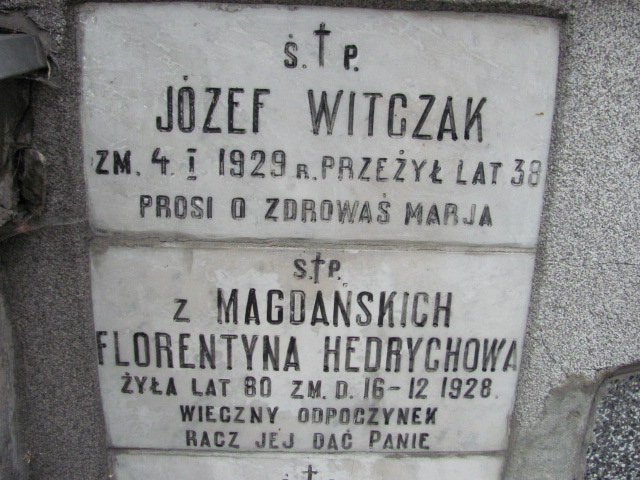 Ś. † P.
JÓZEF WITCZAK
ZM. 4. I 1929 R. PRZEŻYŁ LAT 38
PROSI O ZDROWAŚ MARJA
Ś. † P.
Z MAGDAŃSKICH
FLORENTYNA HEDRYCHOWA
ŻYŁA LAT 80 ZM. D. 16-12 1928.
WIECZNY ODPOCZYNEK
RACZ JEJ DĄĆ PANIE